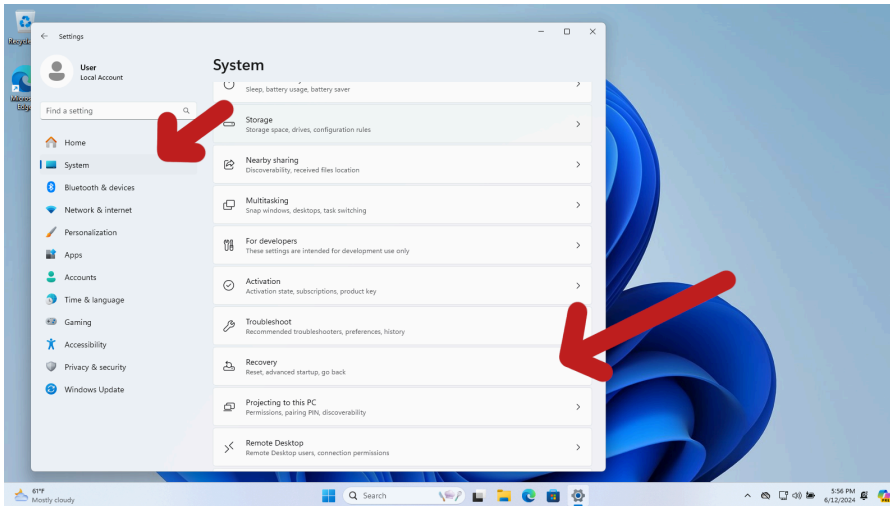 Recycle
Micros
Edge
Settings
User
Local Account
Find a setting
Home
System
Bluetooth & devices
Network & internet
Personalization
Apps
Accounts
Time & language
Gaming
Accessibility
Privacy & security
Windows Update
System
Sleep, battery usage, battery saver
Storage
Storage space, drives, configuration rules
Nearby sharing
Discoverability, received files location
Multitasking
Snap windows, desktops, task switching
For developers
These settings are intended for development use only
Activation
Activation state, subscriptions, product key
Troubleshoot
Recommended troubleshooters, preferences, history
Recovery
Reset, advanced startup, go back
Projecting to this PC
Permissions, pairing PIN, discoverability
Remote Desktop
Remote Desktop users, connection permissions
61°F
Mostly cloudy
Search
5:56 PM
6/12/2024